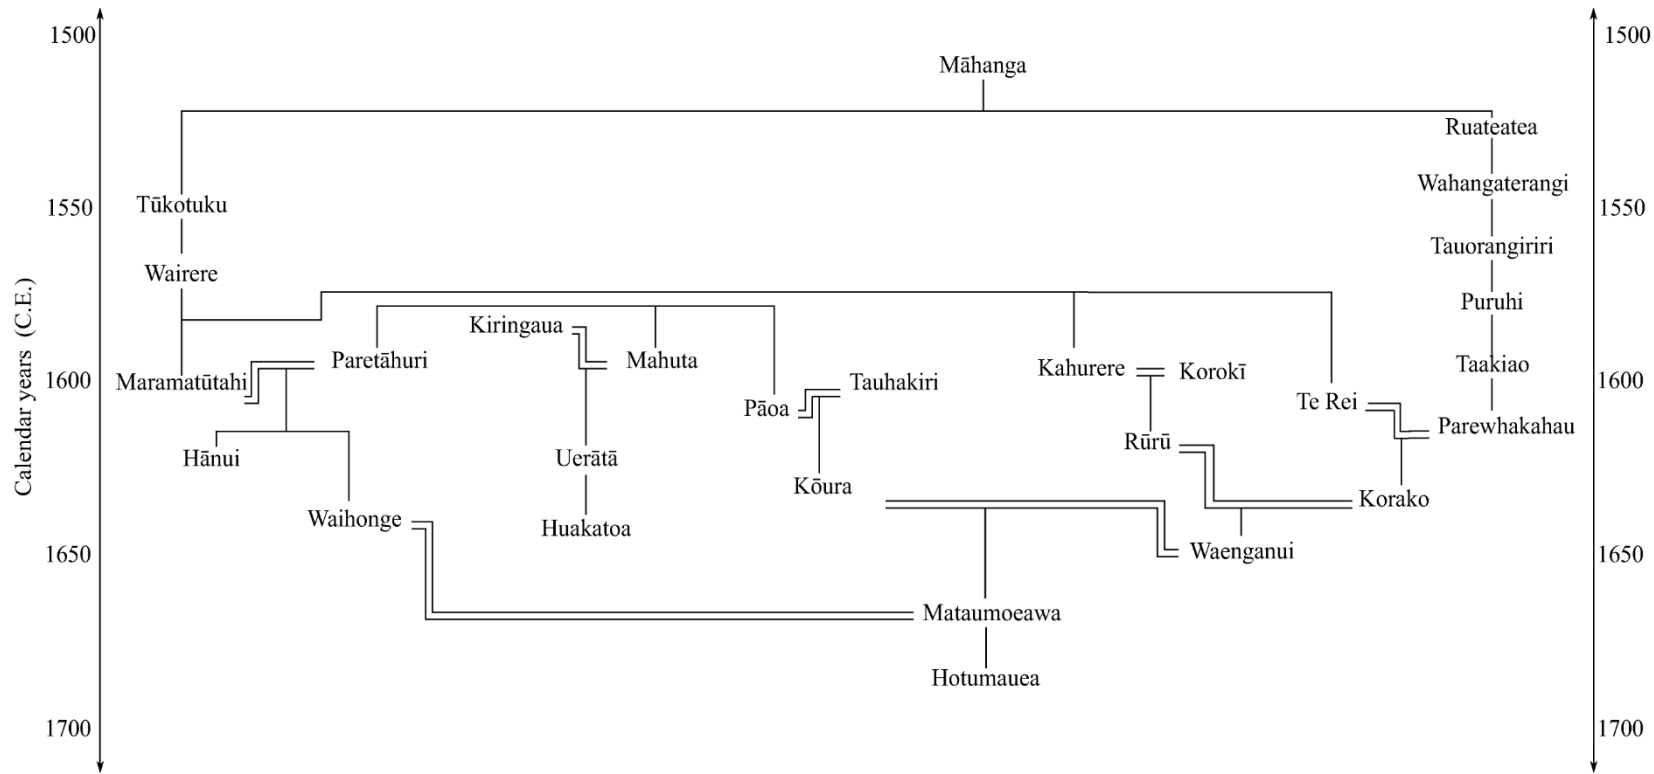 1500
1500
Māhanga
Ruateatea
Wahangaterangi
Tūkotuku
1550
1550
Tauorangiriri
Wairere
Puruhi
Kiringaua
Paretāhuri
Mahuta
Kahurere
Korokī
Taakiao
Maramatūtahi
Tauhakiri
1600
1600
Te Rei
Pāoa
Parewhakahau
Rūrū
Hānui
Uerātā
Kōura
Korako
Waihonge
Huakatoa
Waenganui
1650
1650
Mataumoeawa
Hotumauea
1700
1700
Calendar years (C.E.)